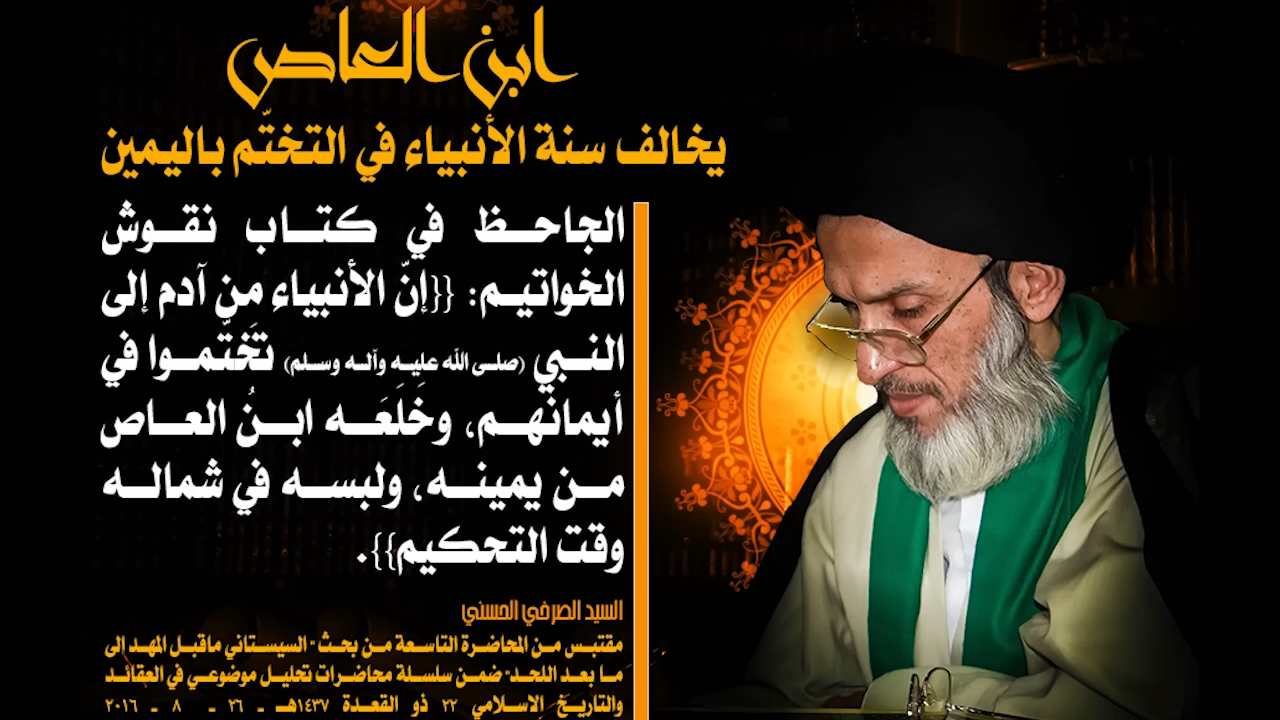 ابن العاص
يخالف سنة الأنبياء في التختّم باليمين
الجاحظ في كتاب نقوش
الخواتيم: {{إنّ الأنبياء من آدم إلى
النبي (صلى الله عليه وآله وسلم) تَختّموا في
أيمانهم، وخَلَعَه ابنُ العاص
من يمينه، ولبسه في شماله
وقت التحكيم}}.
السيد الصرخي الحسني
مقتبس من المحاضرة التاسعة من بحث "السيستاني ماقبل المهد إلى
ما بعد اللحد" ضمن سلسلة محاضرات تحليل موضوعي في العقائد
والتاريخ الاسلامي ٢٢ ذو القعدة ١٤٣٧هـ - ٢٦ - ٨ - ٢٠١٦